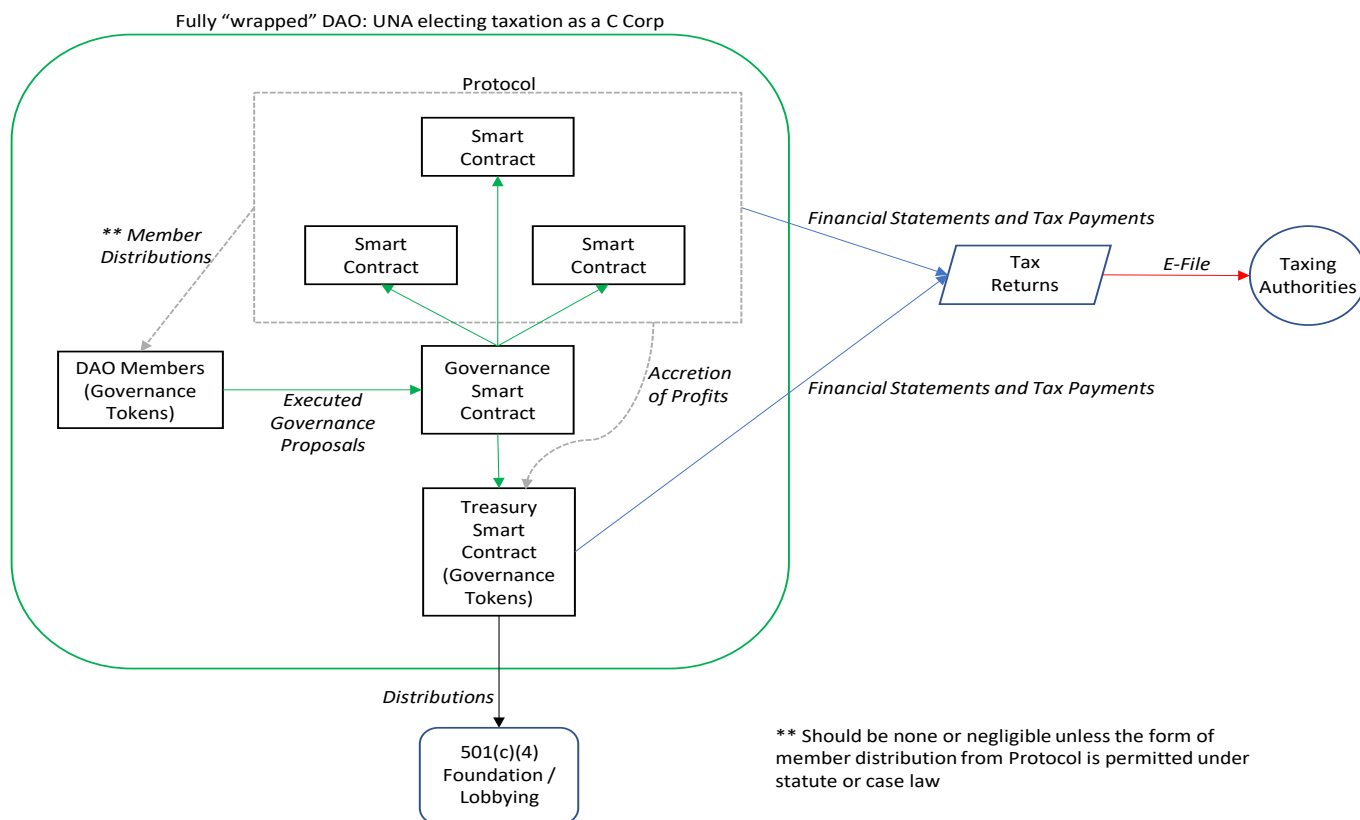 Fully “wrapped” DAO: UNA electing taxation as a C Corp
Protocol
Smart
Contract
** Member
Distributions
Smart
Contract
Smart
Contract
Financial Statements and Tax Payments
Tax
Returns
E-File
Taxing
Authorities
DAO Members
(Governance
Tokens)
Executed
Governance
Proposals
Governance
Smart
Contract
Accretion
of Profits
Financial Statements and Tax Payments
Treasury
Smart
Contract
(Governance
Tokens)
Distributions
501(c)(4)
Foundation /
Lobbying
** Should be none or negligible unless the form of
member distribution from Protocol is permitted under
statute or case law